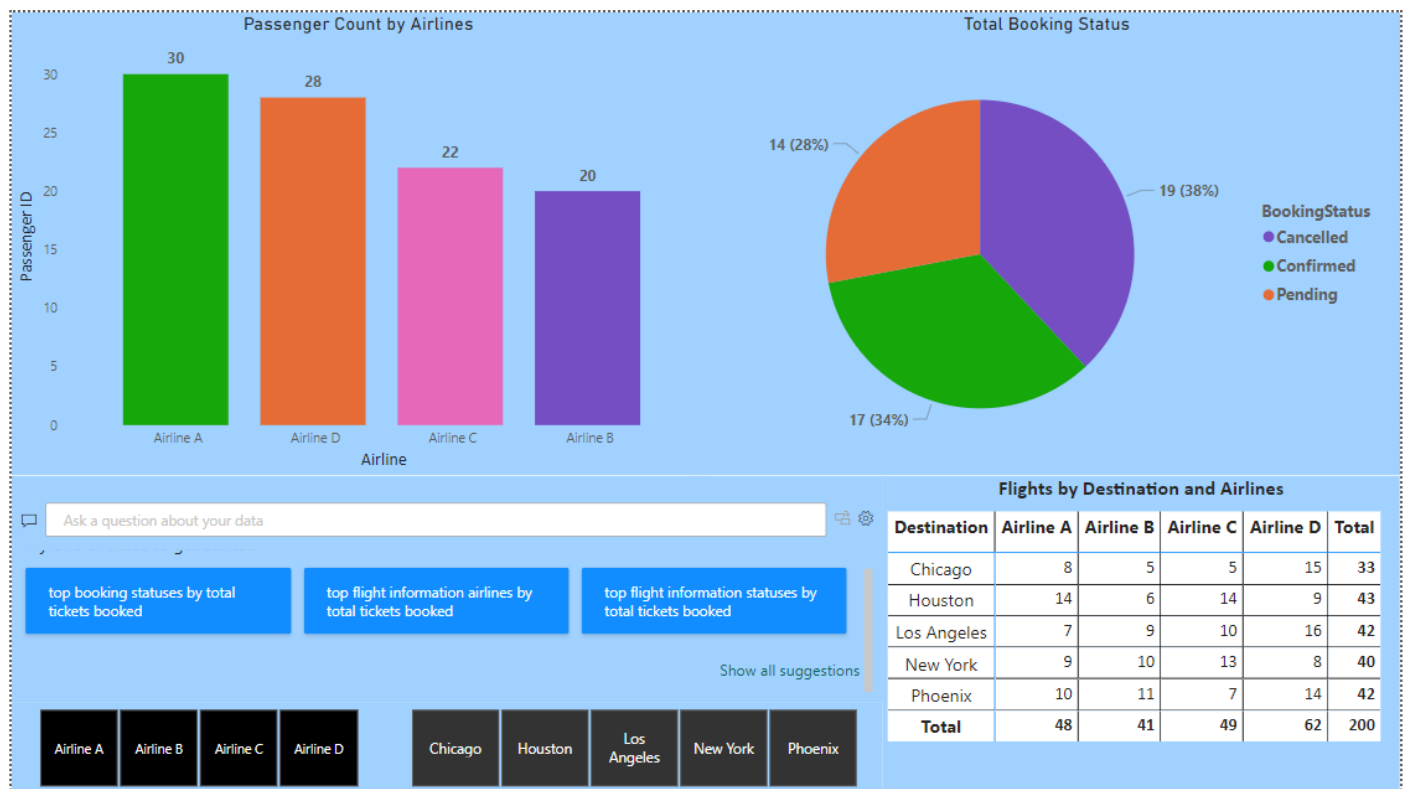 Passenger Count by Airlines
30
28
22
20
30
25
20
15
10
5
0
Passenger ID
Airline A
Airline D
Airline C
Airline B
Airline
Total Booking Status
14 (28%)
19 (38%)
17 (34%)
BookingStatus
Cancelled
Confirmed
Pending
Ask a question about your data
top booking statuses by total
tickets booked
top flight information airlines by
total tickets booked
top flight information statuses by
total tickets booked
Show all suggestions
Airline A Airline B Airline C Airline D
Chicago Houston Los Angeles New York Phoenix
Flights by Destination and Airlines
Destination Airline A Airline B Airline C Airline D Total
Chicago 8 5 5 15 33
Houston 14 6 14 9 43
Los Angeles 7 9 10 16 42
New York 9 10 13 8 40
Phoenix 10 11 7 14 42
Total 48 41 49 62 200